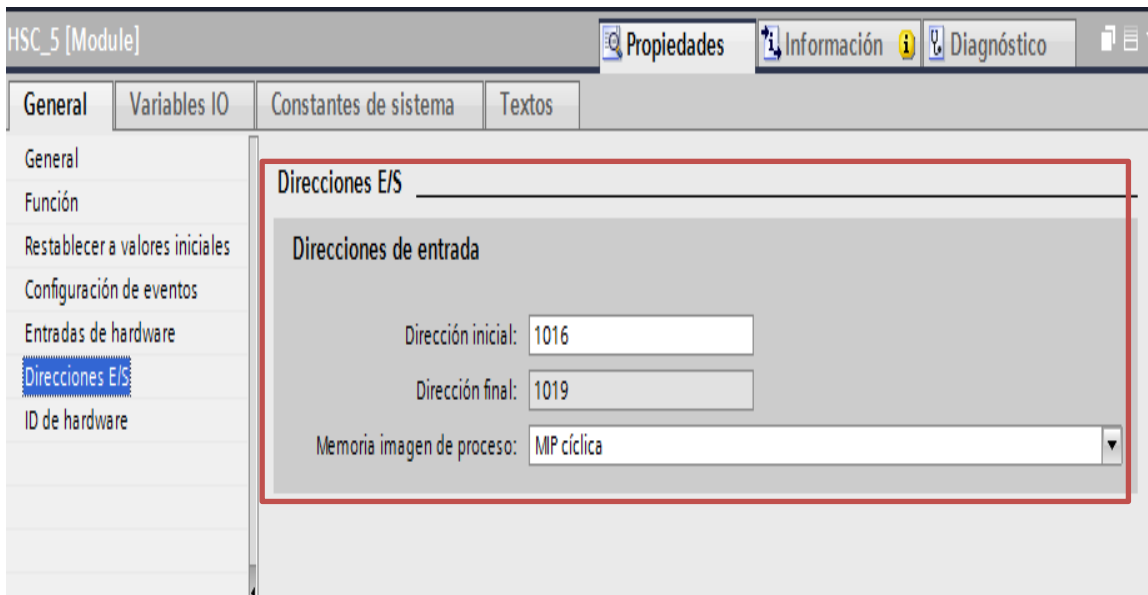 HSC_5 [Module]
Propiedades
Información
Diagnóstico
General
Variables IO
Constantes de sistema
Textos
General
Función
Restablecer a valores iniciales
Configuración de eventos
Entradas de hardware
Direcciones E/S
ID de hardware
Direcciones E/S
Direcciones de entrada
Dirección inicial: 1016
Dirección final: 1019
Memoria imagen de proceso: MIP cíclica